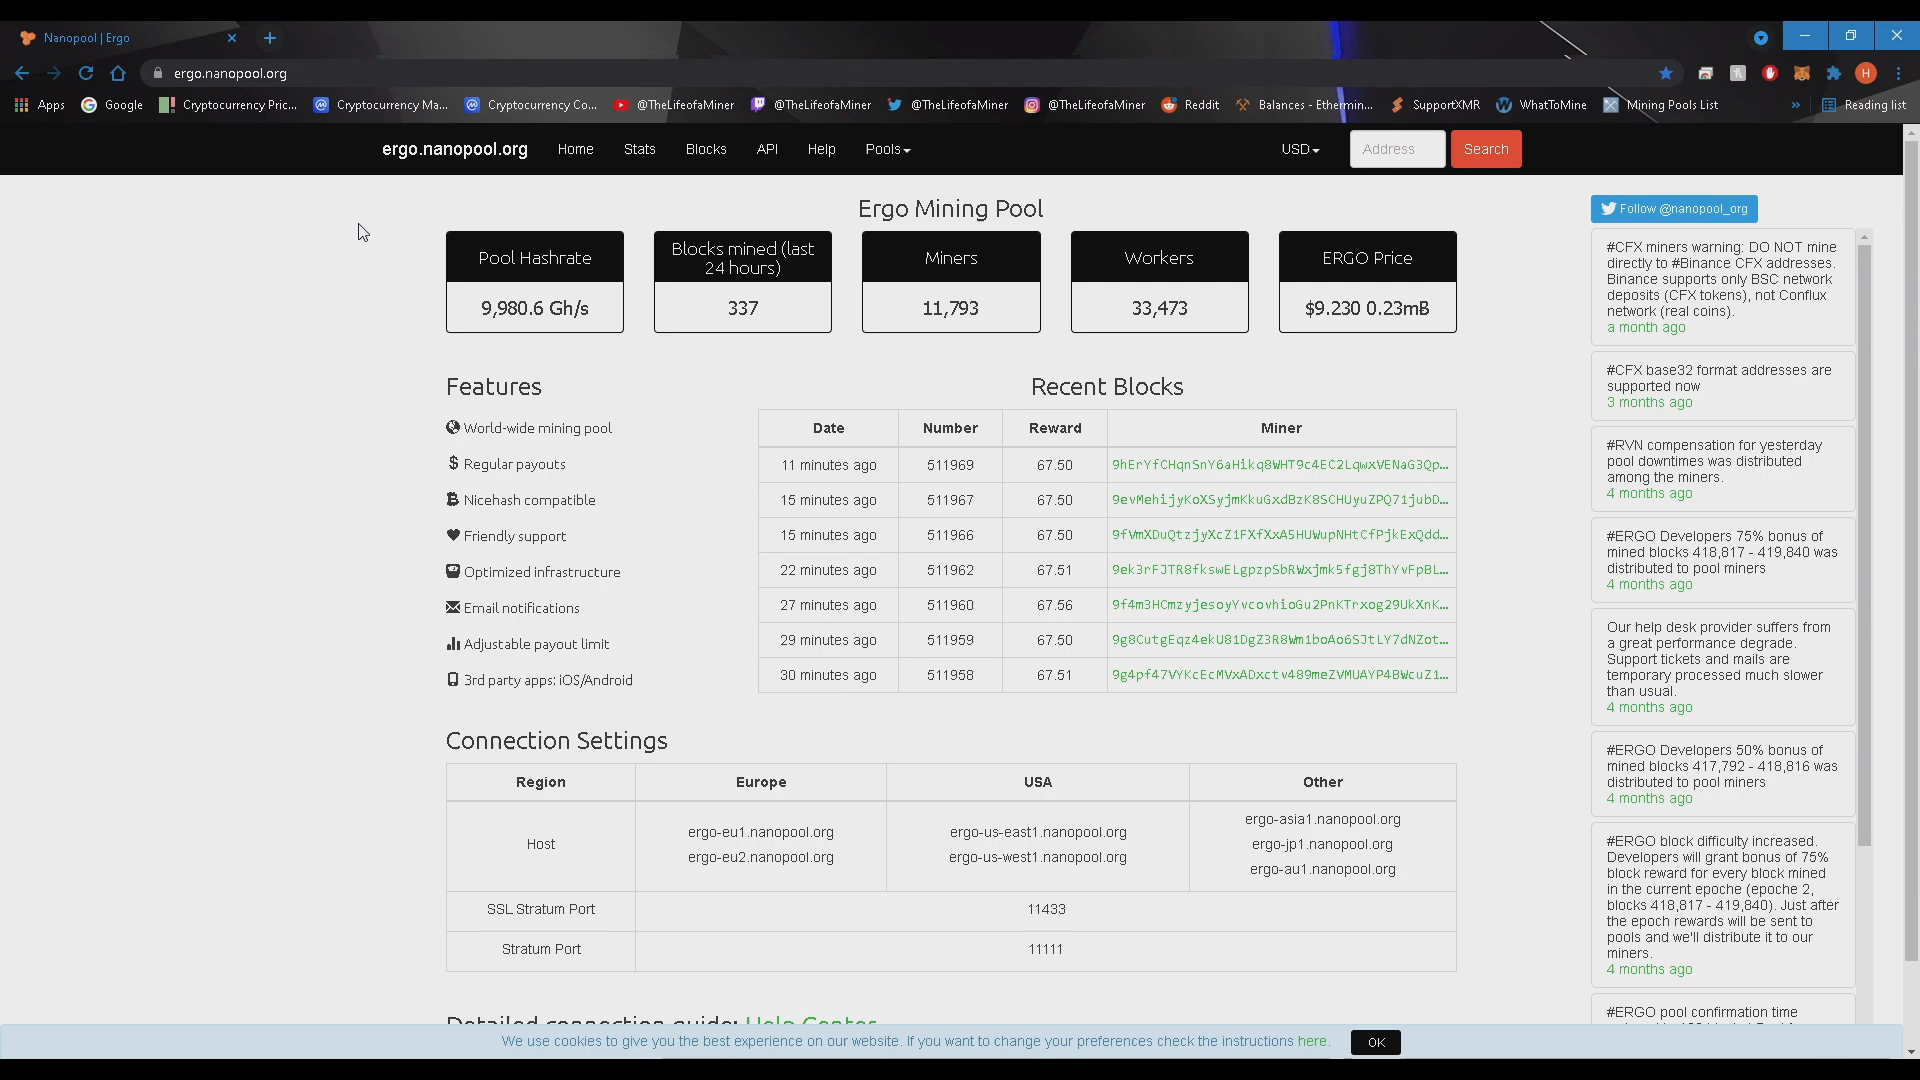 Nanopool | Ergo
ergo.nanopool.org
Apps
Google
Cryptocurrency Pric...
Cryptocurrency Ma...
Cryptocurrency Co...
@TheLifeofaMiner
@TheLifeofaMiner
@TheLifeofaMiner
@TheLifeofaMiner
Reddit
Balances - Ethermin...
SupportXMR
WhatToMine
Mining Pools List
»
Reading list
H
ergo.nanopool.org
Home
Stats
Blocks
API
Help
Pools
USD
Address
Search
Ergo Mining Pool
Pool Hashrate
9,980.6 Gh/s
Blocks mined (last
24 hours)
337
Miners
11,793
Workers
33,473
ERGO Price
$9.230 0.23mB
Features
World-wide mining pool
Regular payouts
Nicehash compatible
Friendly support
Optimized infrastructure
Email notifications
Adjustable payout limit
3rd party apps: iOS/Android
Recent Blocks
Date Number Reward Miner
11 minutes ago 511969 67.50 9hErYfCHqnSnY6aHikq8WHT9c4EC2LqwxVENaG3Qp...
15 minutes ago 511967 67.50 9evMehijyKoXSyjmKkuGxdBzK8SCHUyuZPQ71jubD...
15 minutes ago 511966 67.50 9fVmXDuQtzjyXcZ1FXfXxA5HUWupNHtCfPjkExQdd...
22 minutes ago 511962 67.51 9ek3rFJTR8fkswELgpzpSbRWxjmk5fgj8ThYvFpBL...
27 minutes ago 511960 67.56 9f4m3HCmzyjesoyYvcovhioGu2PnKTrxog29UkXnK...
29 minutes ago 511959 67.50 9g8CutgEqz4ekU81DgZ3R8Wm1boAo6SJtLY7dNZot...
30 minutes ago 511958 67.51 9g4pf47VYKcEcMVxADxctv489meZVMUAYP4BWcuZ1...
Connection Settings
Region Europe USA Other
Host
ergo-eu1.nanopool.org
ergo-eu2.nanopool.org
ergo-us-east1.nanopool.org
ergo-us-west1.nanopool.org
ergo-asia1.nanopool.org
ergo-jp1.nanopool.org
ergo-au1.nanopool.org
SSL Stratum Port 11433
Stratum Port 11111
Detailed connection guide: Help Center
Follow @nanopool_org
#CFX miners warning: DO NOT mine
directly to #Binance CFX addresses.
Binance supports only BSC network
deposits (CFX tokens), not Conflux
network (real coins).
a month ago
#CFX base32 format addresses are
supported now
3 months ago
#RVN compensation for yesterday
pool downtimes was distributed
among the miners.
4 months ago
#ERGO Developers 75% bonus of
mined blocks 418,817 - 419,840 was
distributed to pool miners
4 months ago
Our help desk provider suffers from
a great performance degrade.
Support tickets and mails are
temporary processed much slower
than usual.
4 months ago
#ERGO Developers 50% bonus of
mined blocks 417,792 - 418,816 was
distributed to pool miners
4 months ago
#ERGO block difficulty increased.
Developers will grant bonus of 75%
block reward for every block mined
in the current epoche (epoche 2,
blocks 418,817 - 419,840). Just after
the epoch rewards will be sent to
pools and we'll distribute it to our
miners.
4 months ago
#ERGO pool confirmation time
We use cookies to give you the best experience on our website. If you want to change your preferences check the instructions here.
OK